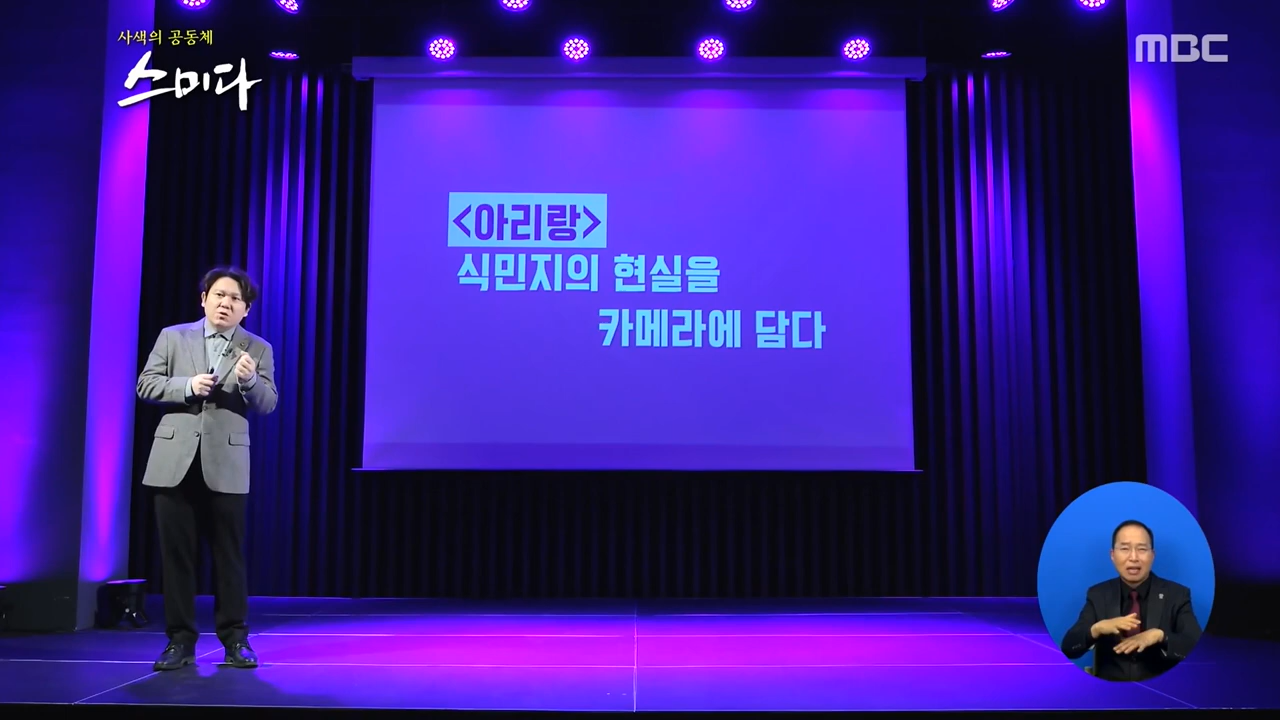 사색의 공동체
스미다
MBC
<아리랑>
식민지의 현실을
카메라에 담다